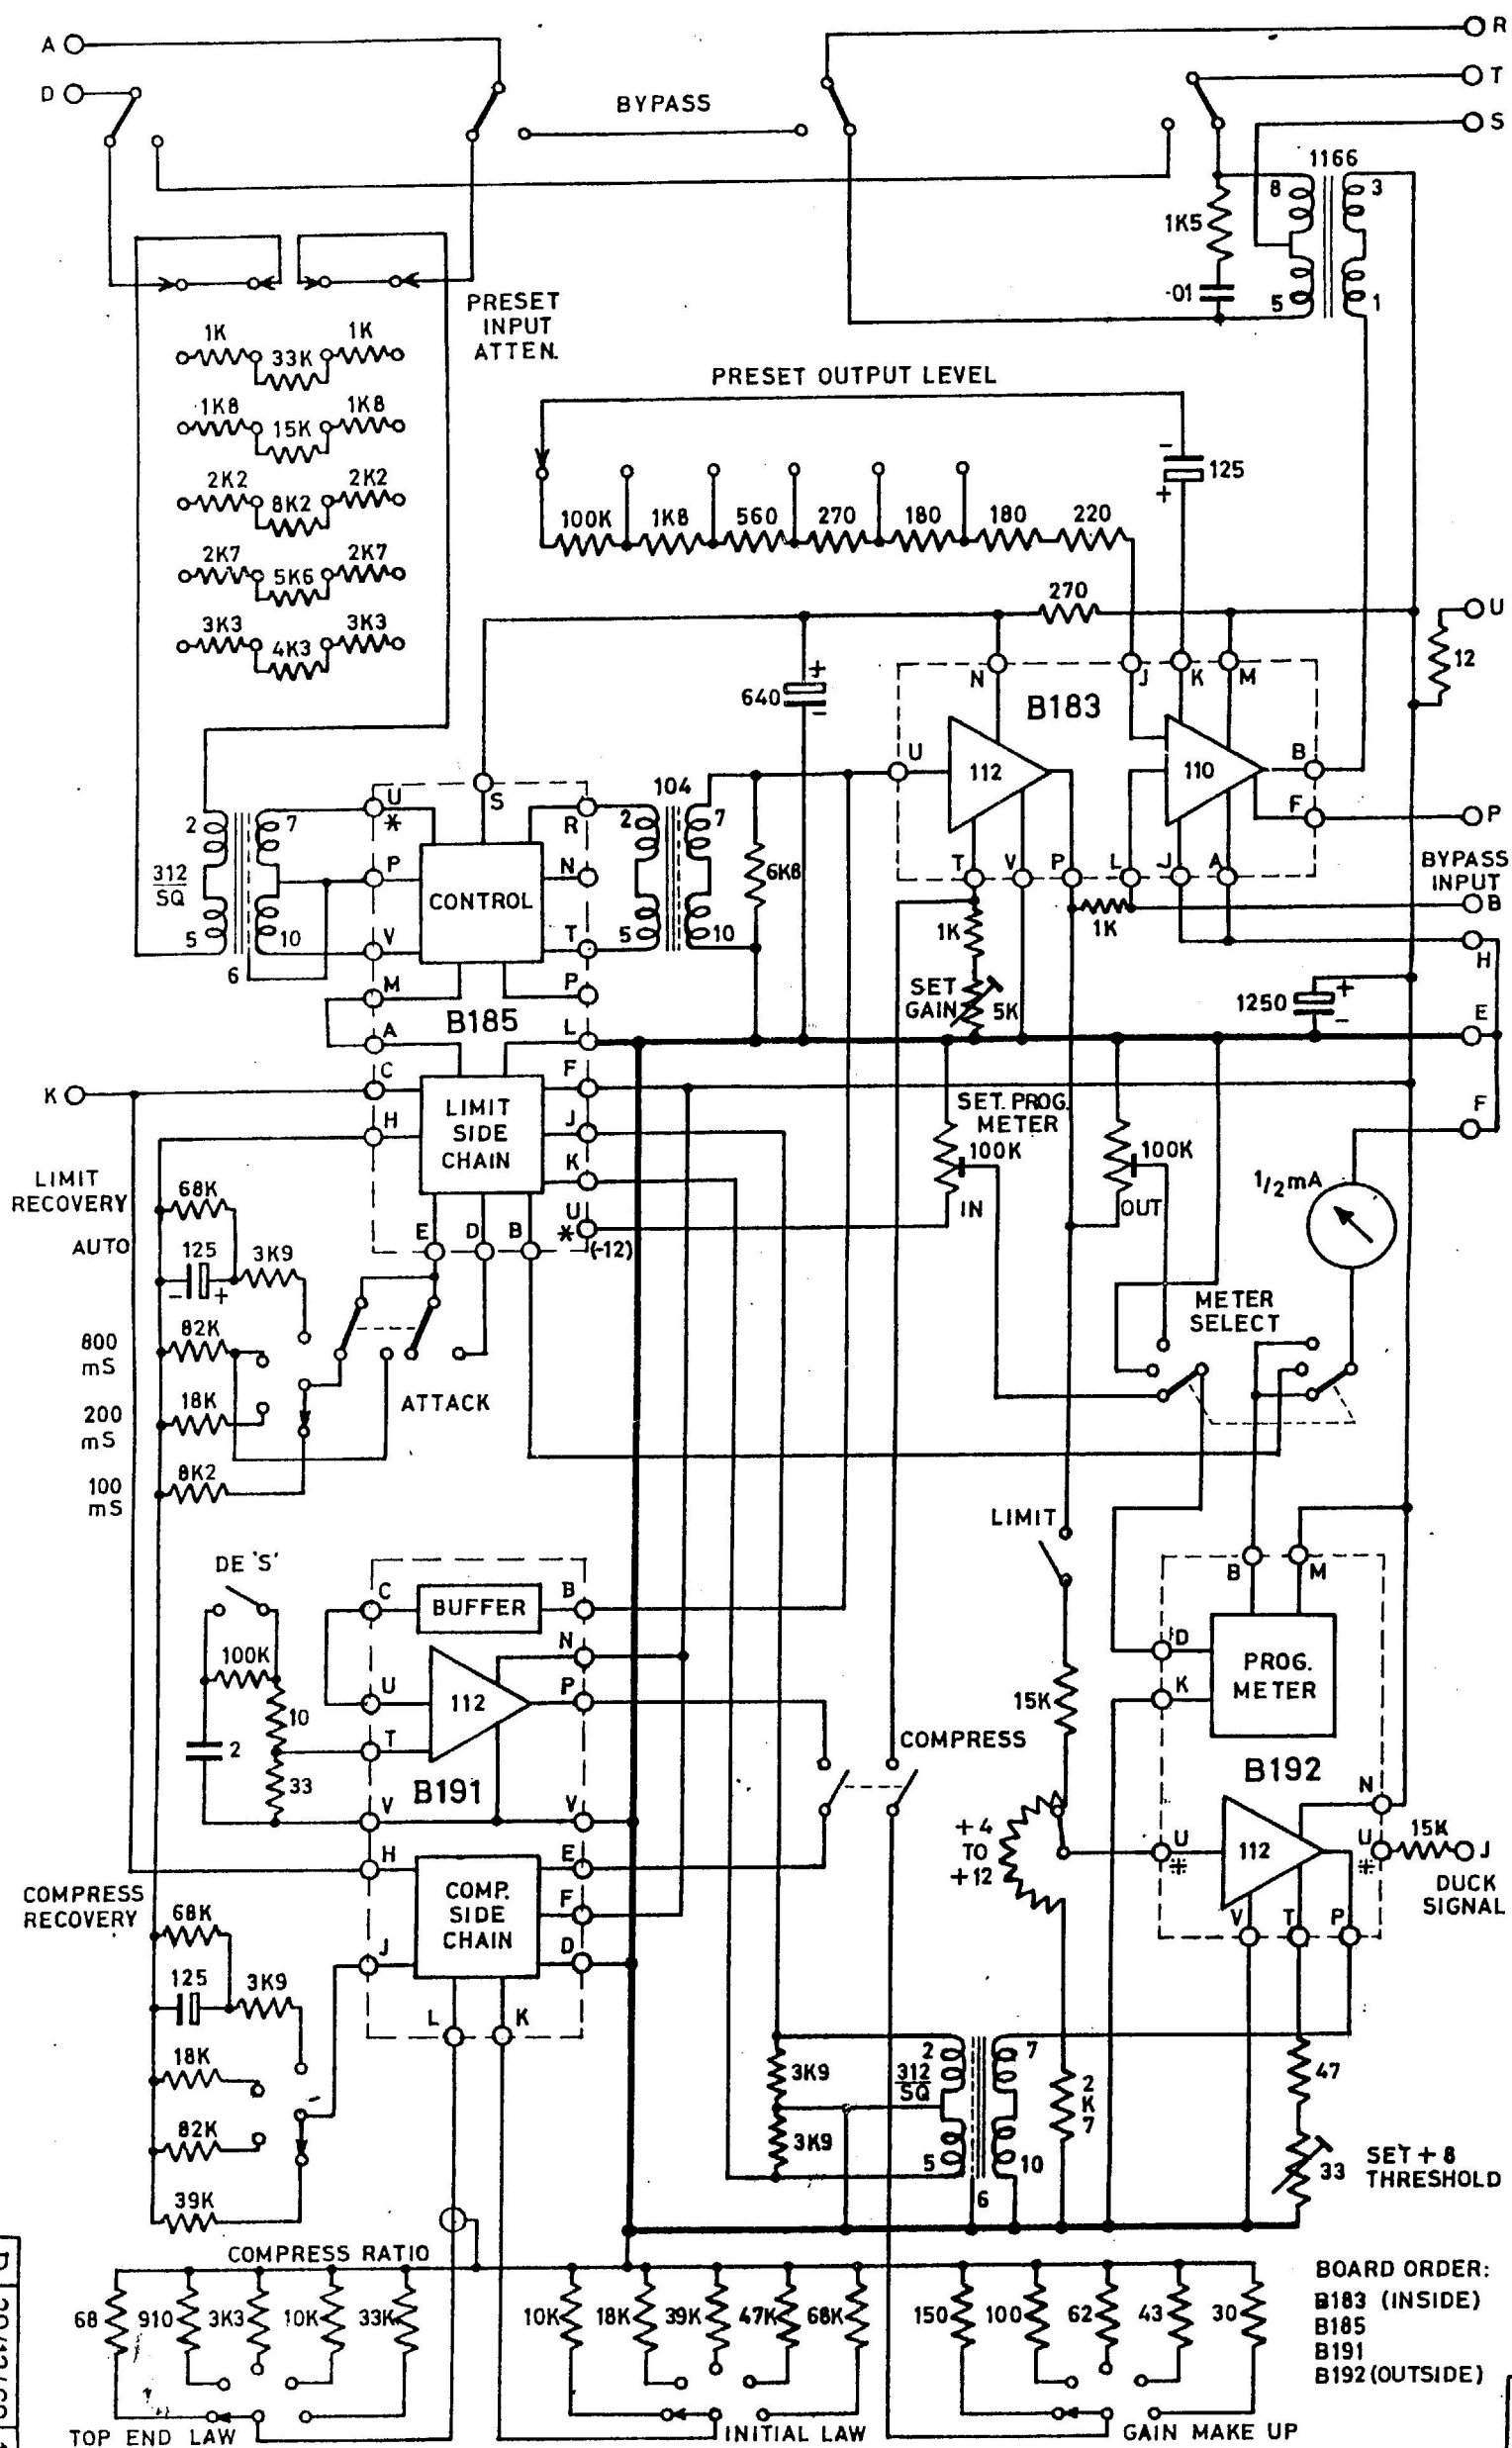 A
R
D
T
BYPASS
S
1166
8
3
1K5
·01
5
1
PRESET
INPUT
ATTEN.
1K
33K
1K
1K8
15K
1K8
2K2
8K2
2K2
2K7
5K6
2K7
3K3
4K3
3K3
PRESET OUTPUT LEVEL
-
125
+
100K
1K8
560
270
180
180
220
270
U
12
640
+
-
N
J
K
M
B183
U
112
110
B
F
P
T
V
P
L
J
A
BYPASS
INPUT
B
1K
1K
H
SET
GAIN
5K
1250
+
-
E
F
2
7
312
SQ
5
10
6
U
*
S
R
P
CONTROL
N
V
T
M
P
B185
A
L
104
2
7
6K8
5
10
K
C
LIMIT
SIDE
CHAIN
F
H
J
K
U
*
(-12)
E
D
B
SET. PROG.
METER
100K
IN
100K
OUT
1/2mA
METER
SELECT
LIMIT
RECOVERY
68K
AUTO
125
-
+
3K9
800
mS
82K
200
mS
18K
100
mS
8K2
ATTACK
LIMIT
DE 'S'
C
BUFFER
B
N
100K
U
112
P
10
T
2
33
B191
V
V
H
E
COMP.
SIDE
CHAIN
F
J
D
L
K
COMPRESS
15K
+4
TO
+12
B
M
D
PROG.
METER
K
B192
N
U
*
112
U
*
15K
J
DUCK
SIGNAL
V
T
P
COMPRESS
RECOVERY
68K
125
3K9
18K
82K
39K
3K9
3K9
2
7
312
SQ
5
10
6
2
K
7
47
33
SET + 8
THRESHOLD
COMPRESS RATIO
68
910
3K3
10K
33K
10K
18K
39K
47K
68K
150
100
62
43
30
BOARD ORDER:
B183 (INSIDE)
B185
B191
B192 (OUTSIDE)
TOP END LAW
INITIAL LAW
GAIN MAKE UP